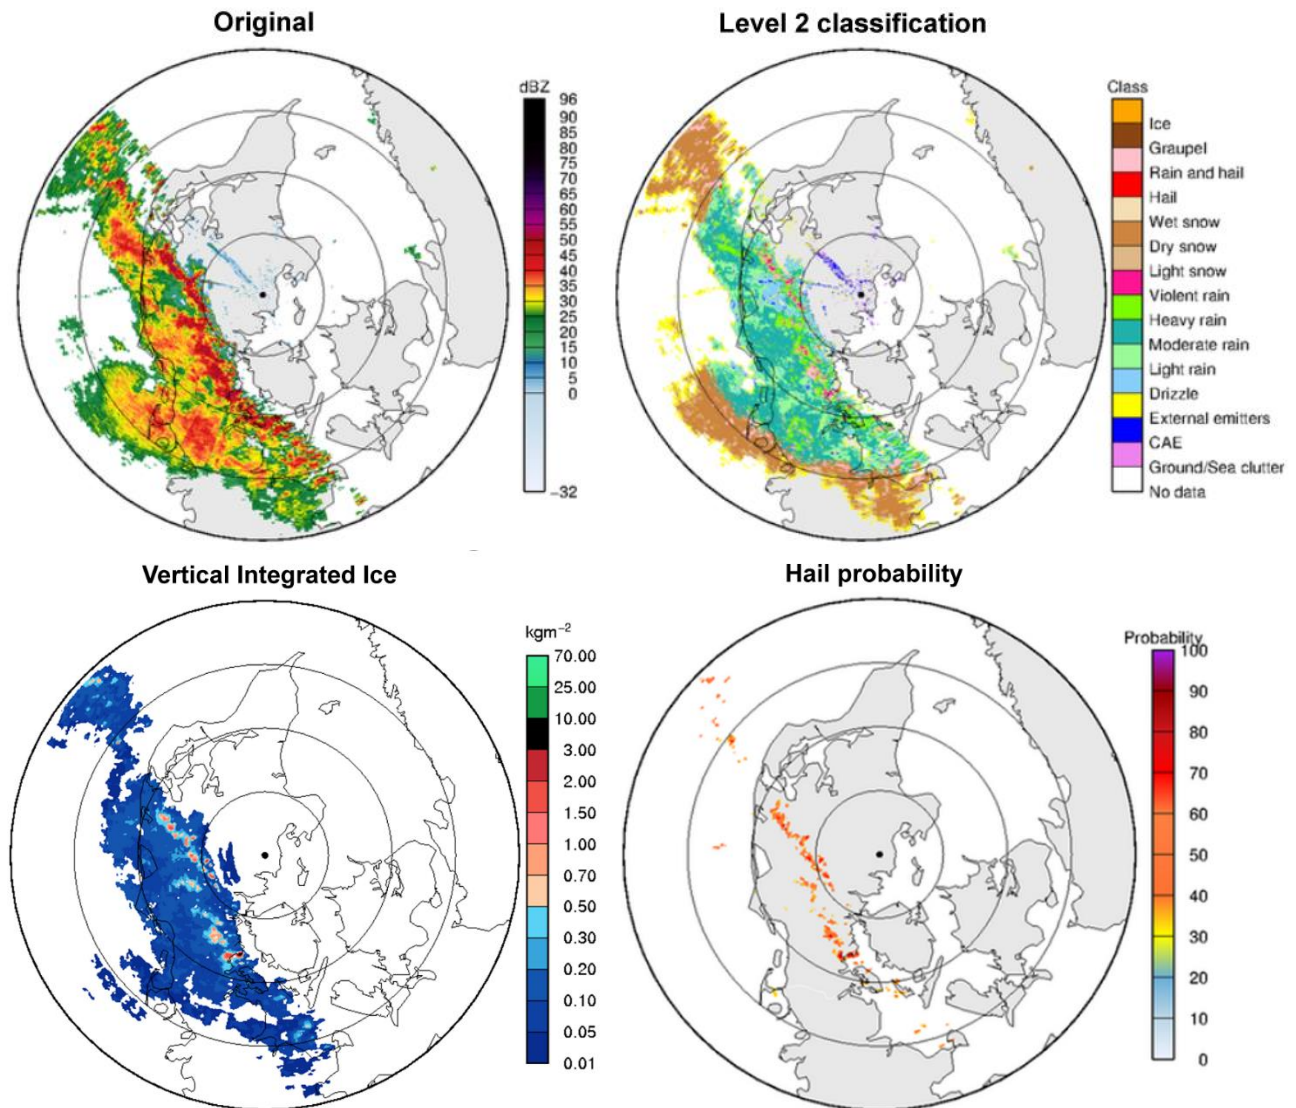 Original
dBZ
96
90
85
80
75
70
65
60
55
50
45
40
35
30
25
20
15
10
5
0
-32
Level 2 classification
Class
Ice
Graupel
Rain and hail
Hail
Wet snow
Dry snow
Light snow
Violent rain
Heavy rain
Moderate rain
Light rain
Drizzle
External emitters
CAE
Ground/Sea clutter
No data
Vertical Integrated Ice
kgm⁻²
70.00
25.00
10.00
3.00
2.00
1.50
1.00
0.70
0.50
0.30
0.20
0.10
0.05
0.01
Hail probability
Probability
100
90
80
70
60
50
40
30
20
10
0